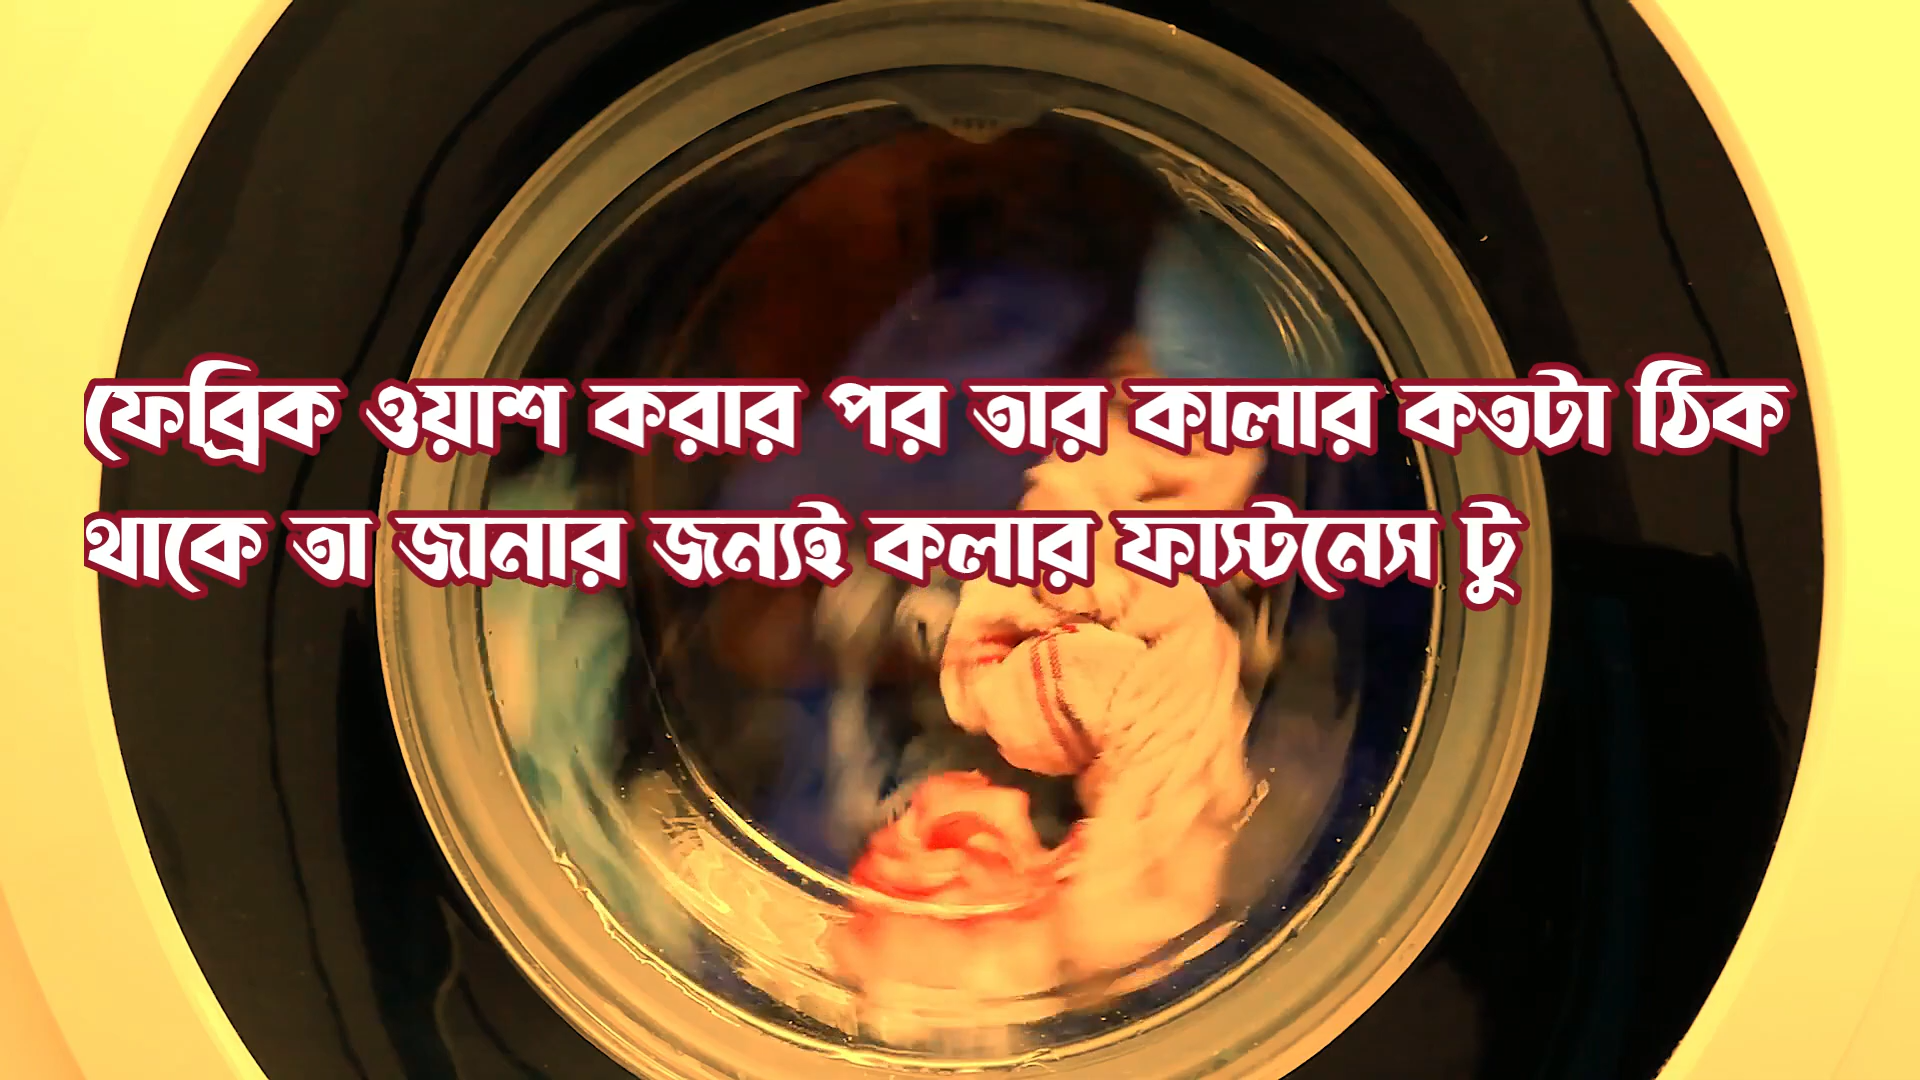 ফেব্রিক ওয়াশ করার পর তার কালার কতটা ঠিক
থাকে তা জানার জন্যই কলার ফাস্টনেস টু